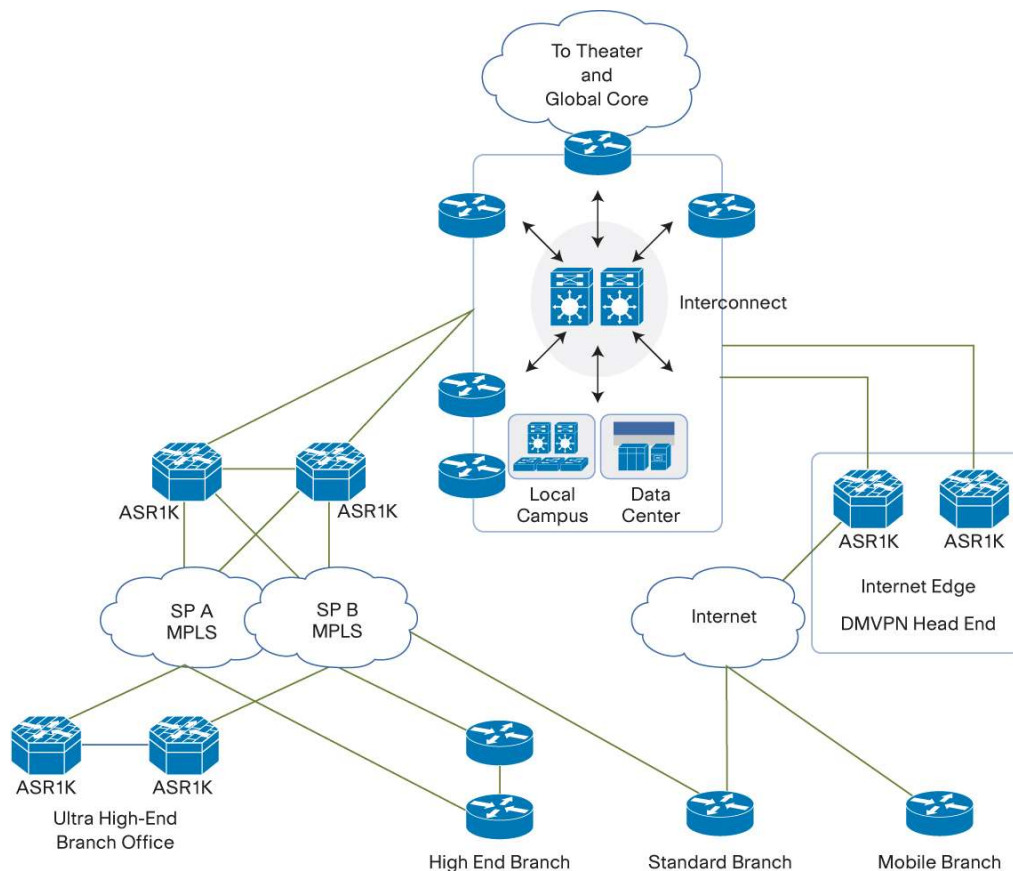 To Theater
and
Global Core
Interconnect
Local
Campus
Data
Center
ASR1K
ASR1K
ASR1K
ASR1K
Internet Edge
DMVPN Head End
SP A
MPLS
SP B
MPLS
Internet
ASR1K
ASR1K
Ultra High-End
Branch Office
High End Branch
Standard Branch
Mobile Branch